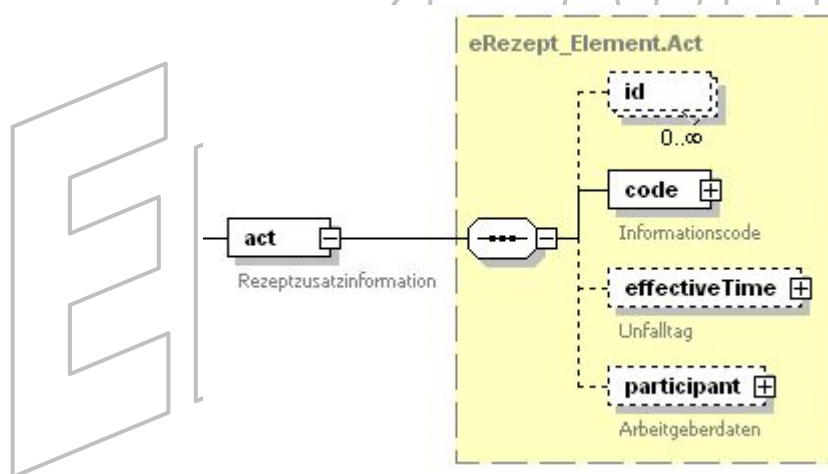 eRezept_Element.Act
id
0..∞
code
Informationscode
act
Rezeptzusatzinformation
effectiveTime
Unfalltag
participant
Arbeitgeberdaten